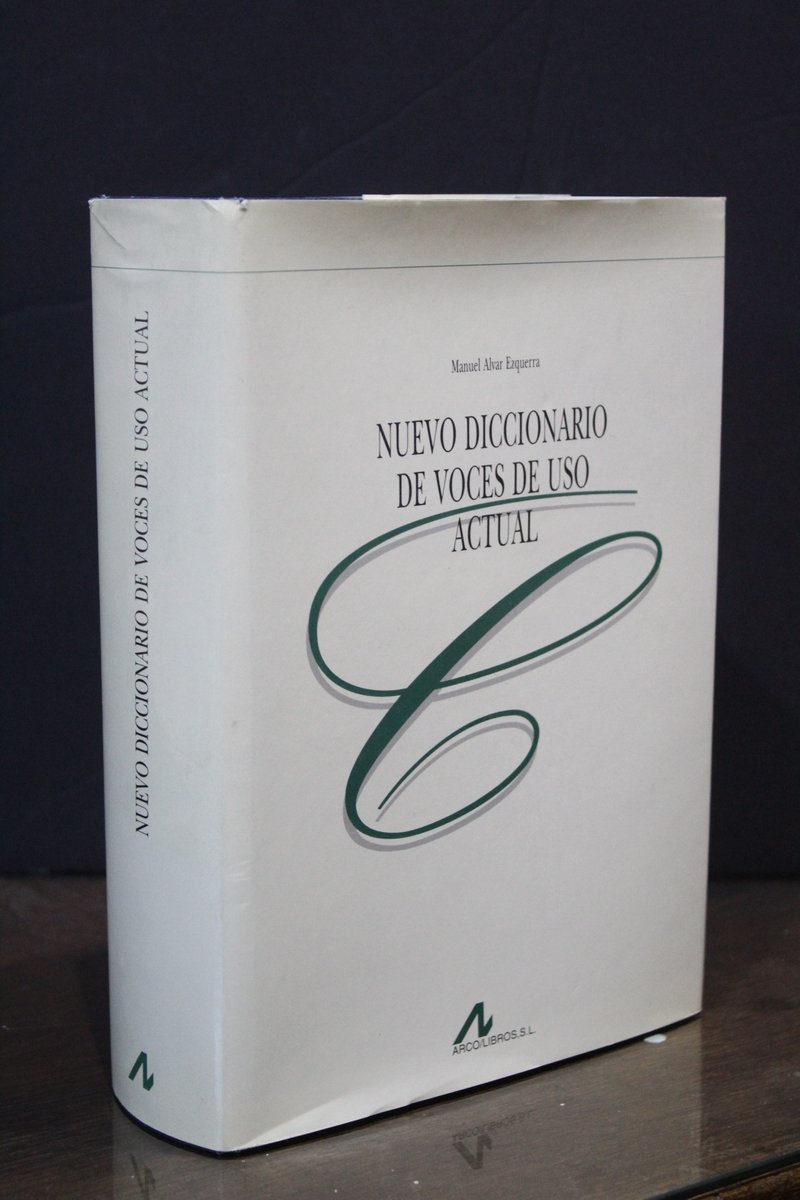 NUEVO DICCIONARIO DE VOCES DE USO ACTUAL
Manuel Alvar Ezquerra
NUEVO DICCIONARIO
DE VOCES DE USO
ACTUAL
ARCO/LIBROS, S.L.